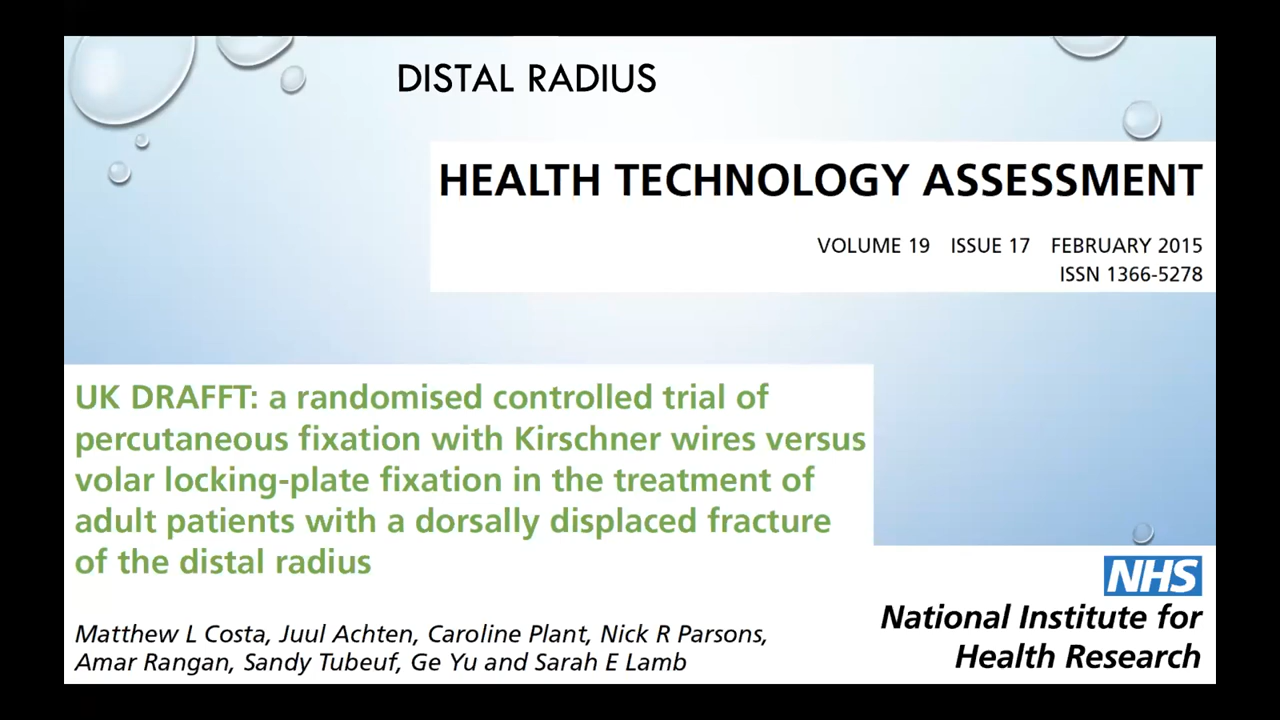 DISTAL RADIUS
HEALTH TECHNOLOGY ASSESSMENT
VOLUME 19 ISSUE 17 FEBRUARY 2015
ISSN 1366-5278
UK DRAFFT: a randomised controlled trial of
percutaneous fixation with Kirschner wires versus
volar locking-plate fixation in the treatment of
adult patients with a dorsally displaced fracture
of the distal radius
Matthew L Costa, Juul Achten, Caroline Plant, Nick R Parsons,
Amar Rangan, Sandy Tubeuf, Ge Yu and Sarah E Lamb
NHS
National Institute for
Health Research